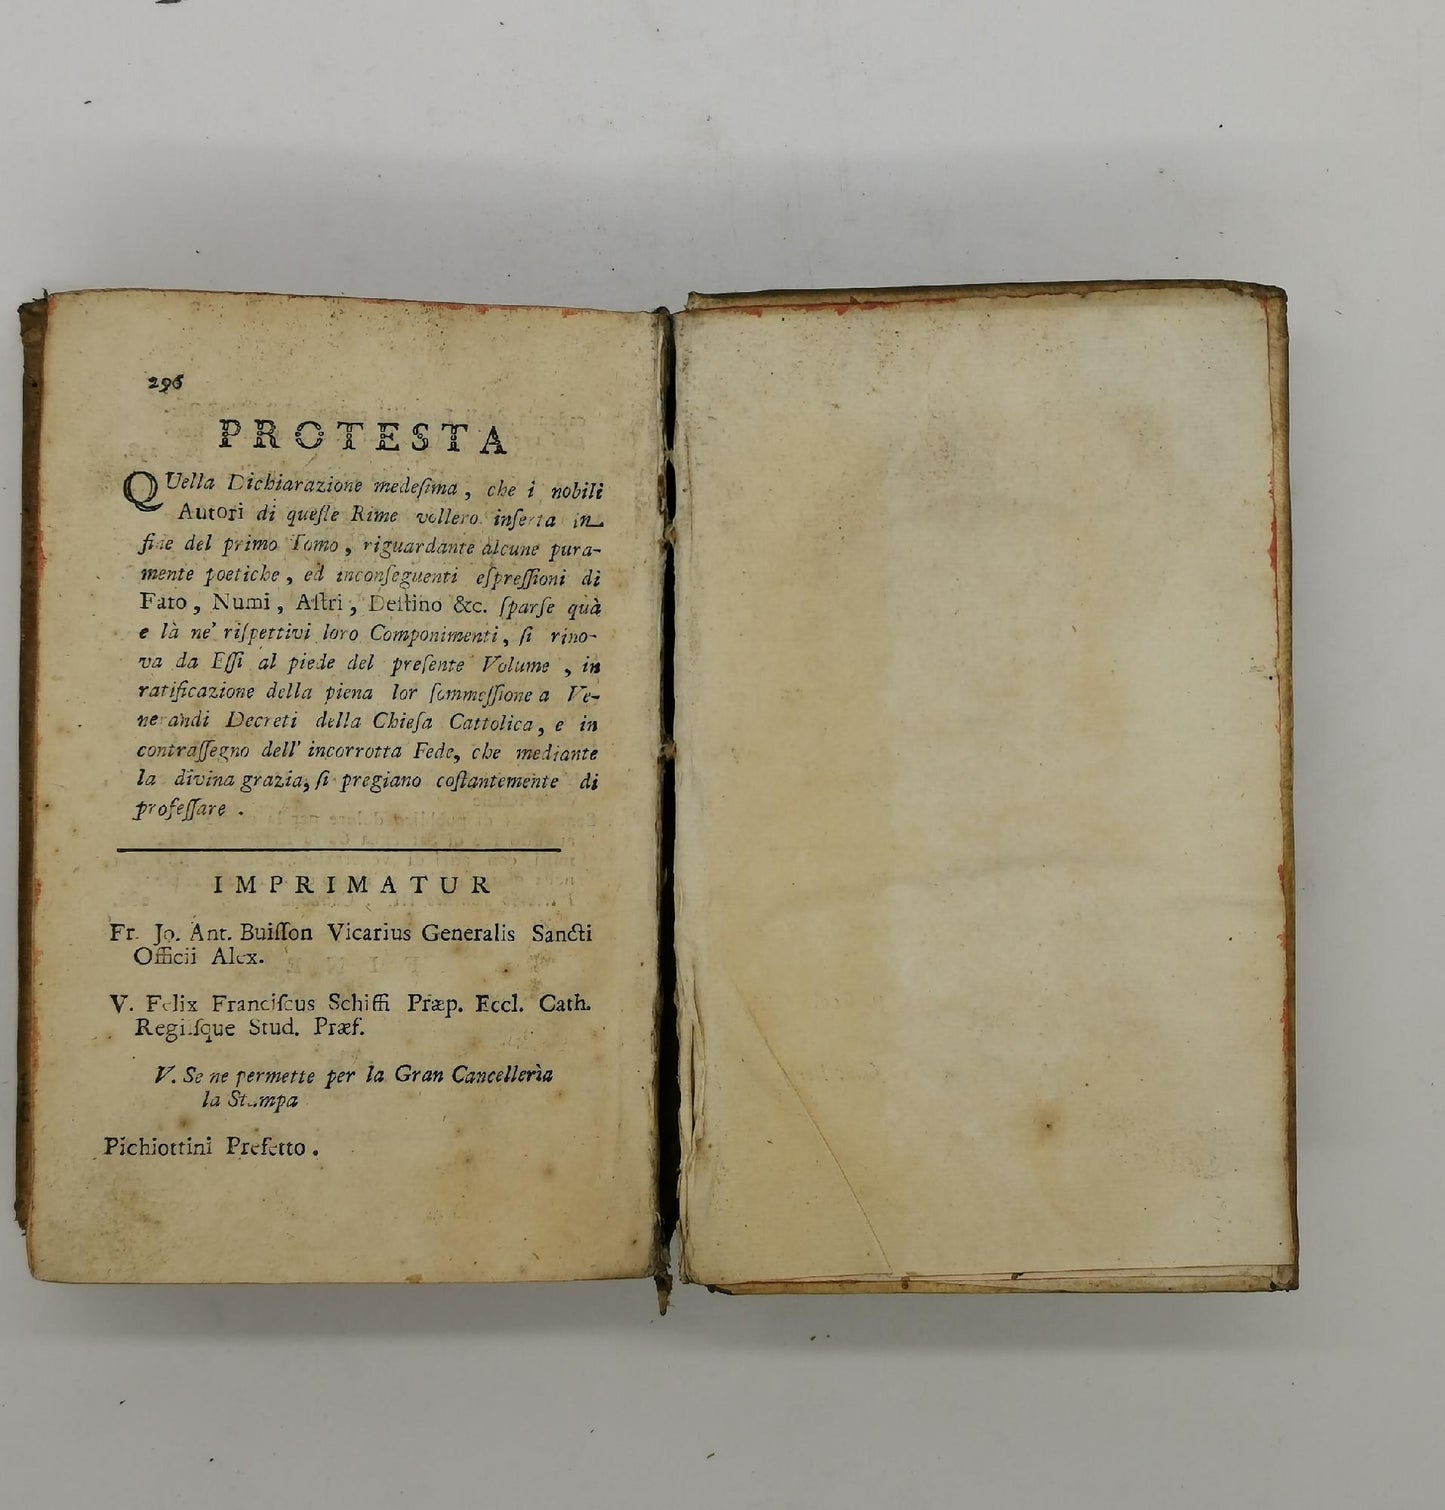 296
PROTESTA
QUella Dichiarazione medeſima, che i nobili
Autori di queſte Rime vollero inſerta in
fine del primo Tomo, riguardante alcune pura-
mente poetiche, ed inconſeguenti eſpreſſioni di
Fato, Numi, Aſtri, Deſtino &c. ſparſe quà
e là ne' riſpettivi loro Componimenti, ſi rino-
va da Eſſi al piede del preſente Volume, in
ratificazione della piena lor ſommeſſione a Ve-
nerandi Decreti della Chieſa Cattolica, e in
contraſſegno dell' incorrotta Fede, che mediante
la divina grazia, ſi pregiano coſtantemente di
profeſſare.
IMPRIMATUR
Fr. Jo. Ant. Buiſſon Vicarius Generalis Sancti
Officii Alex.
V. Felix Franciſcus Schiffi Præp. Eccl. Cath.
Regiiſque Stud. Præf.
V. Se ne permette per la Gran Cancellerìa
la Stampa
Pichiottini Prefetto.